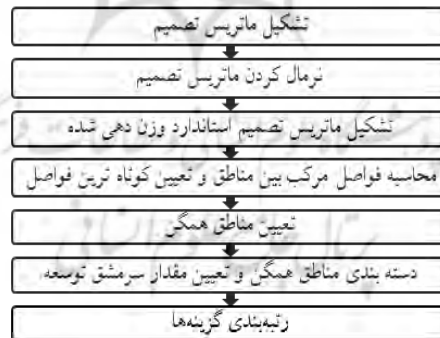 تشکیل ماتریس تصمیم
نرمال کردن ماتریس تصمیم
تشکیل ماتریس تصمیم استاندارد وزن دهی شده
محاسبه فواصل مرکب بین مناطق و تعیین کوتاه ترین فواصل
تعیین مناطق همگن
دسته بندی مناطق همگن و تعیین مقدار سرمشق توسعه
رتبه‌بندی گزینه‌ها